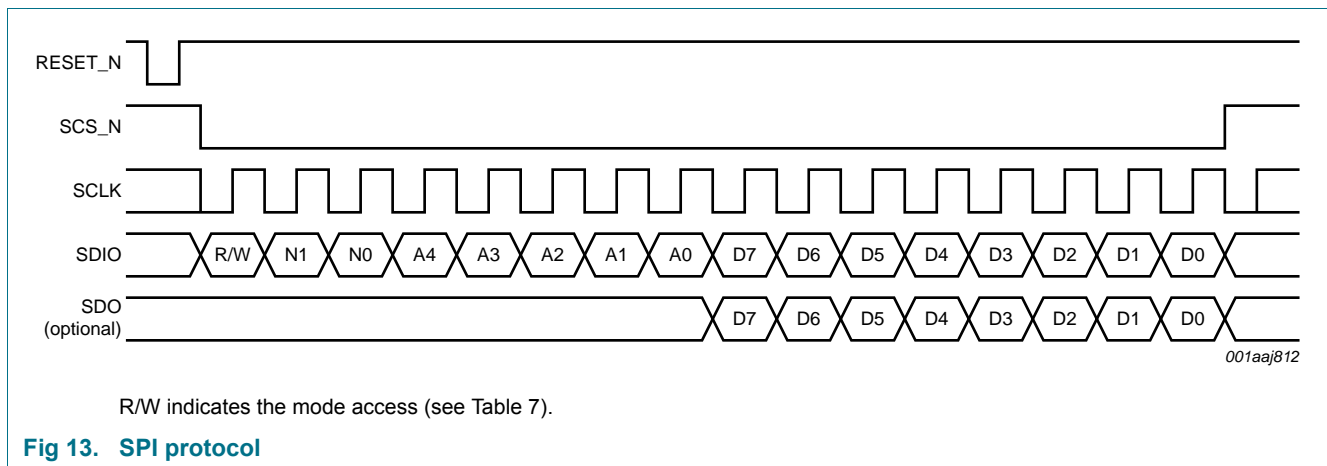 RESET_N
SCS_N
SCLK
SDIO R/W N1 N0 A4 A3 A2 A1 A0 D7 D6 D5 D4 D3 D2 D1 D0
SDO
(optional)
D7 D6 D5 D4 D3 D2 D1 D0
001aaj812
R/W indicates the mode access (see Table 7).
Fig 13. SPI protocol